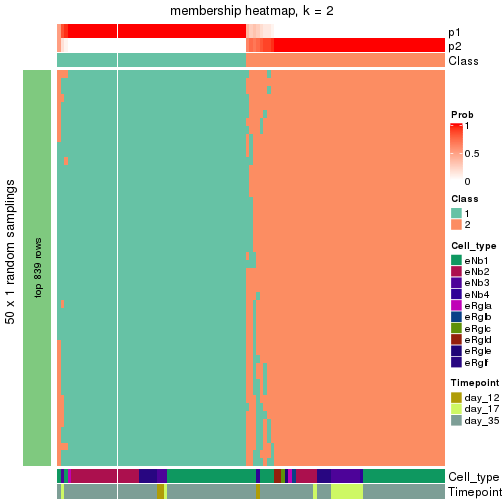 membership heatmap, k = 2
p1
p2
Class
50 x 1 random samplings
top 839 rows
Prob
1
0.5
0
Class
1
2
Cell_type
eNb1
eNb2
eNb3
eNb4
eRgla
eRglb
eRglc
eRgld
eRgle
eRglf
Timepoint
day_12
day_17
day_35
Cell_type
Timepoint